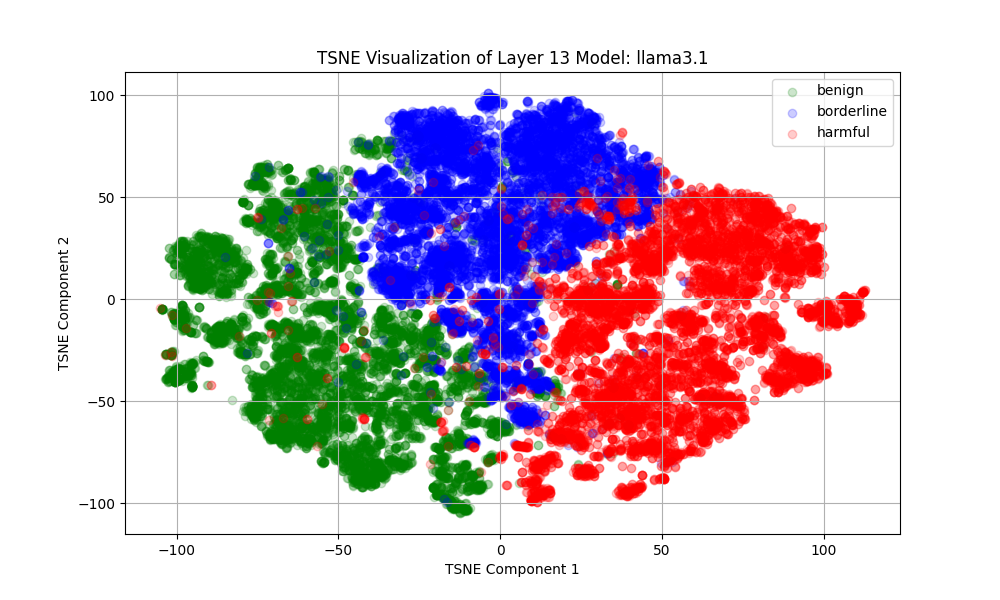 TSNE Visualization of Layer 13 Model: llama3.1
benign
borderline
harmful
100
50
0
−50
−100
TSNE Component 2
−100
−50
0
50
100
TSNE Component 1